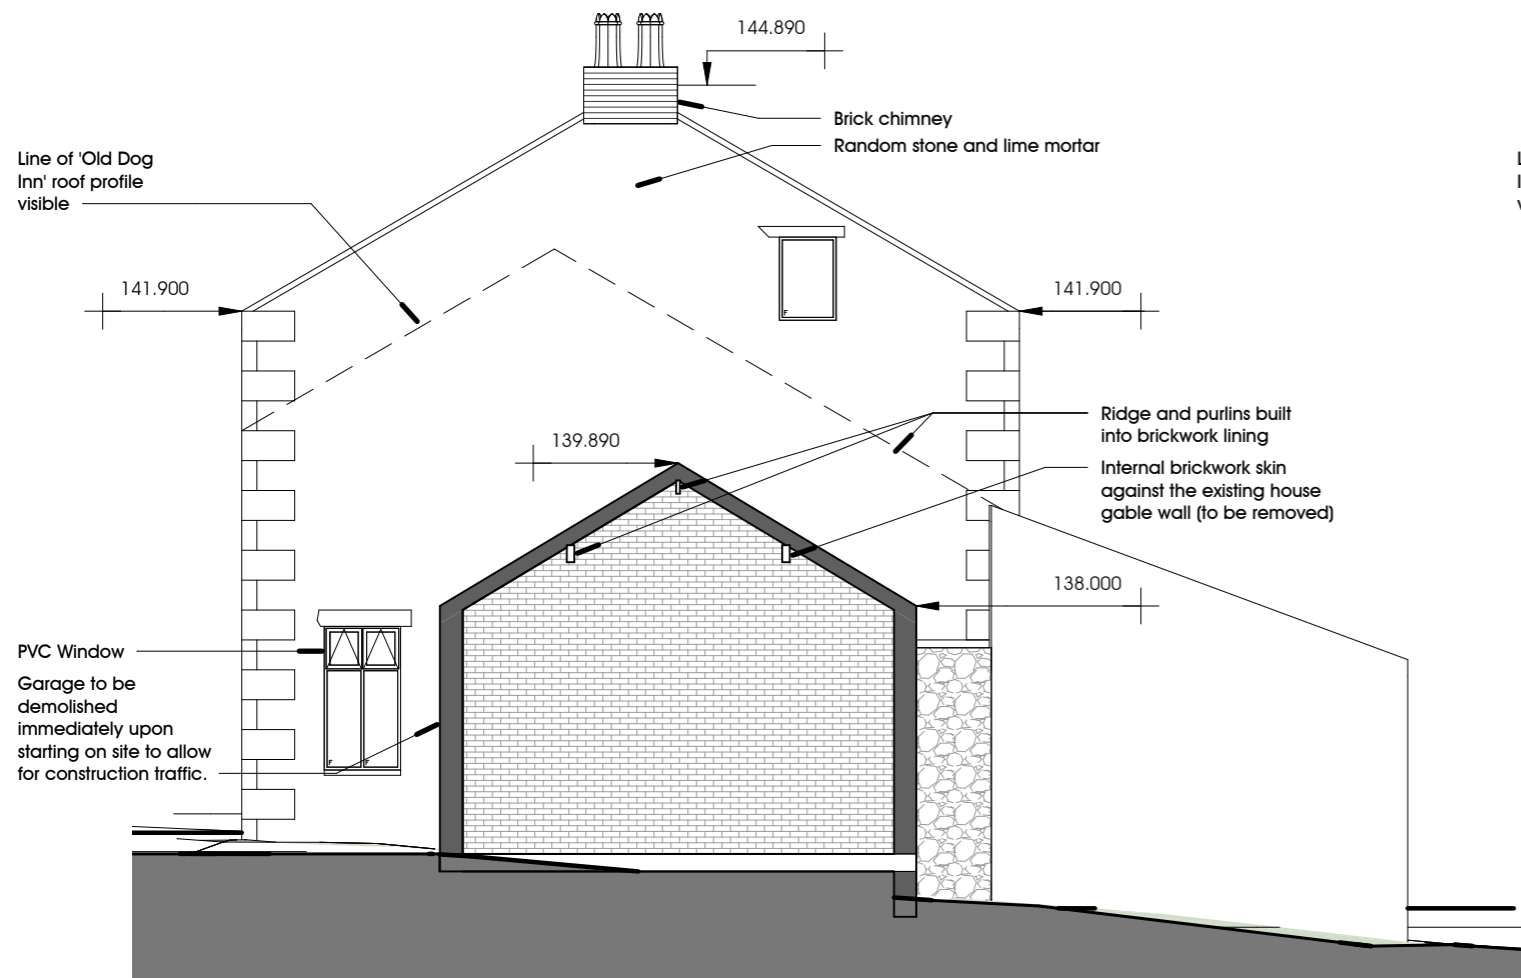 144.890
Brick chimney
Random stone and lime mortar
Line of 'Old Dog
Inn' roof profile
visible
L
I
v
141.900
141.900
F
Ridge and purlins built
into brickwork lining
139.890
Internal brickwork skin
against the existing house
gable wall (to be removed)
138.000
PVC Window
Garage to be
demolished
immediately upon
starting on site to allow
for construction traffic.
F F